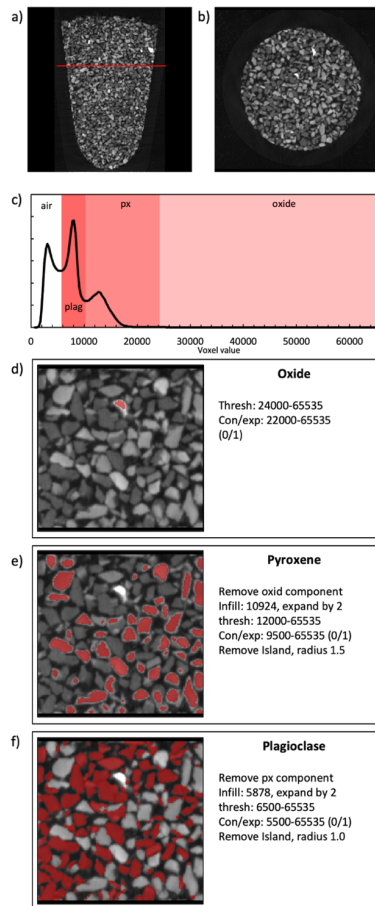 a)
b)
c)
air
px
oxide
plag
0
10000
20000
30000
40000
50000
60000
Voxel value
d)
Oxide
Thresh: 24000-65535
Con/exp: 22000-65535
(0/1)
e)
Pyroxene
Remove oxid component
Infill: 10924, expand by 2
thresh: 12000-65535
Con/exp: 9500-65535 (0/1)
Remove Island, radius 1.5
f)
Plagioclase
Remove px component
Infill: 5878, expand by 2
thresh: 6500-65535
Con/exp: 5500-65535 (0/1)
Remove Island, radius 1.0